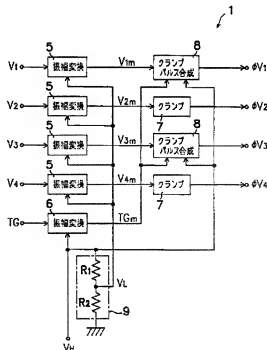 1
V1 5 振幅変換 V1m 8 クランプ パルス合成 φV1
V2 5 振幅変換 V2m クランプ 7 φV2
V3 5 振幅変換 V3m 8 クランプ パルス合成 φV3
V4 5 振幅変換 V4m クランプ 7 φV4
TG 6 振幅変換 TGm
R1
VL
R2
9
VH